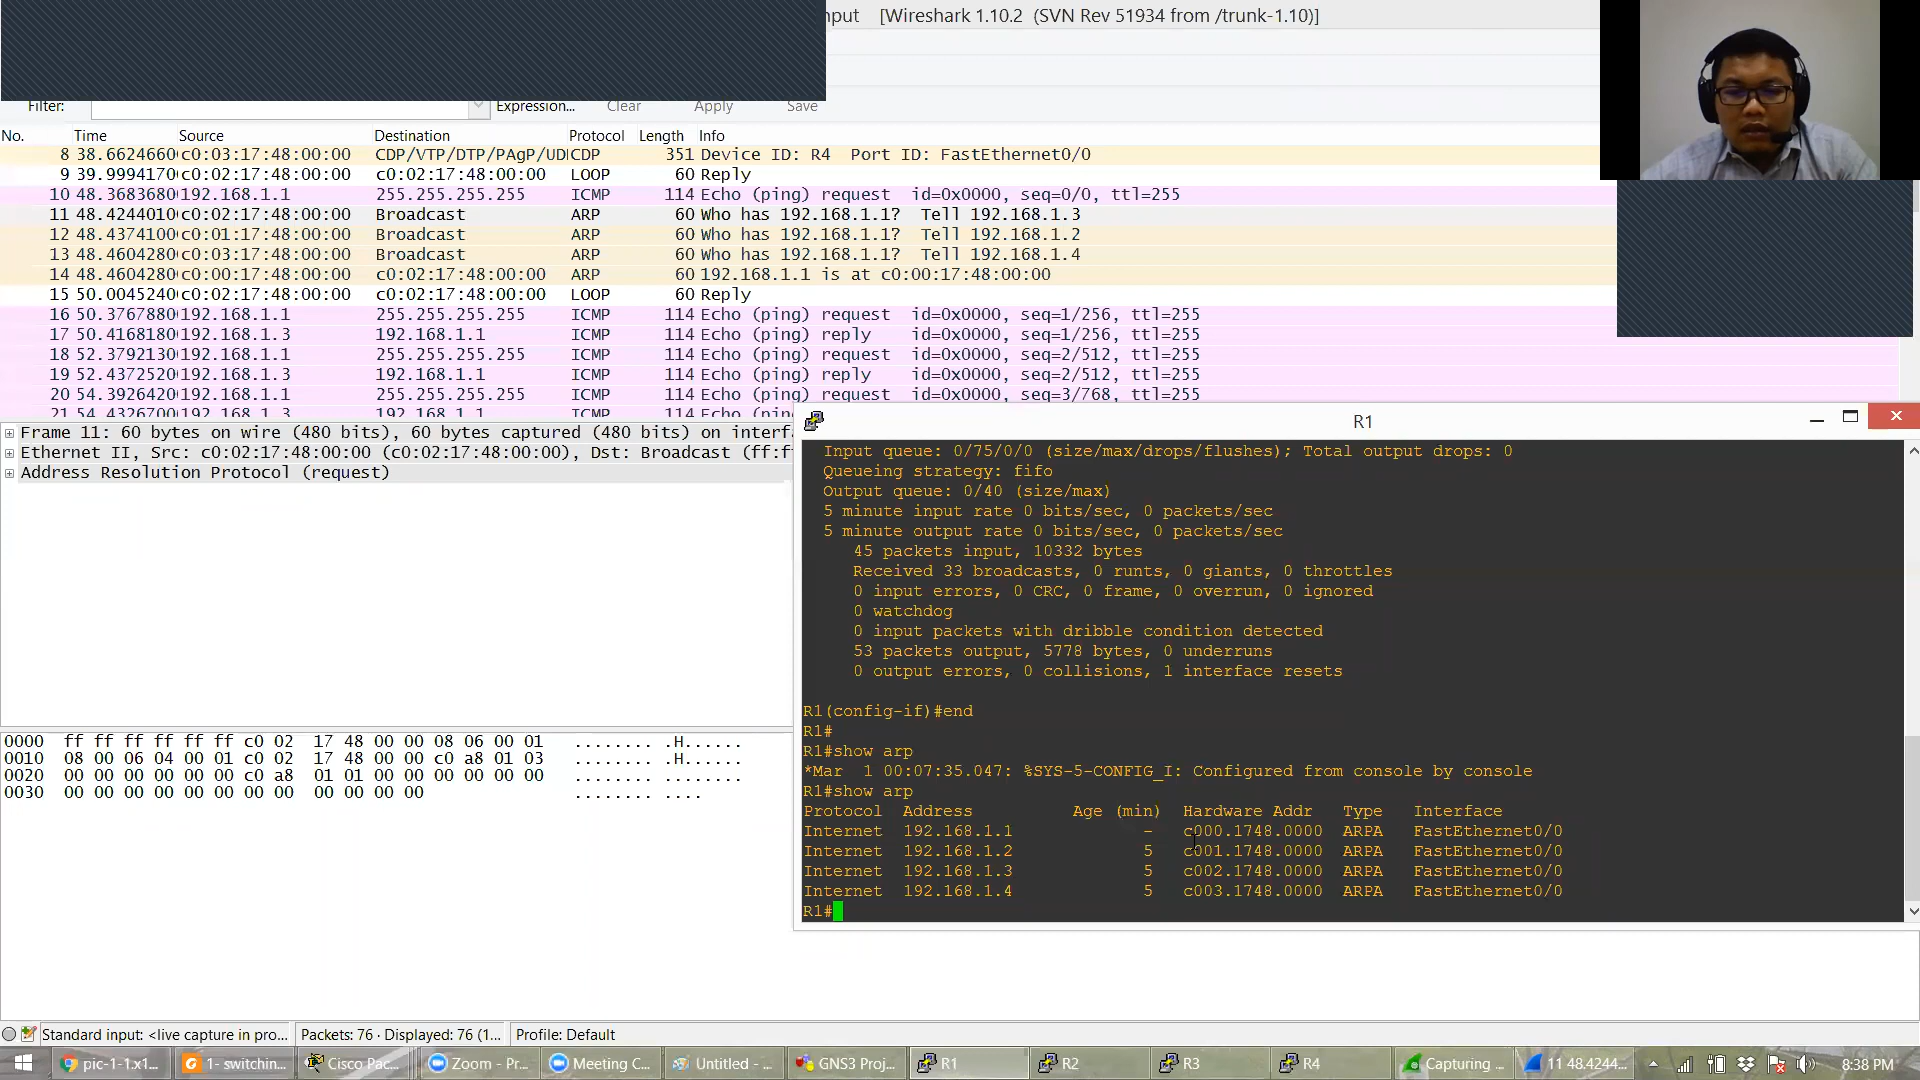 nput   [Wireshark 1.10.2  (SVN Rev 51934 from /trunk-1.10)]
Filter: Expression... Clear Apply Save
No. Time Source Destination Protocol Length Info
8 38.6624660 c0:03:17:48:00:00 CDP/VTP/DTP/PAgP/UD CDP 351 Device ID: R4  Port ID: FastEthernet0/0
9 39.9994170 c0:02:17:48:00:00 c0:02:17:48:00:00 LOOP 60 Reply
10 48.3683680 192.168.1.1 255.255.255.255 ICMP 114 Echo (ping) request  id=0x0000, seq=0/0, ttl=255
11 48.4244010 c0:02:17:48:00:00 Broadcast ARP 60 Who has 192.168.1.1?  Tell 192.168.1.3
12 48.4374100 c0:01:17:48:00:00 Broadcast ARP 60 Who has 192.168.1.1?  Tell 192.168.1.2
13 48.4604280 c0:03:17:48:00:00 Broadcast ARP 60 Who has 192.168.1.1?  Tell 192.168.1.4
14 48.4604280 c0:00:17:48:00:00 c0:02:17:48:00:00 ARP 60 192.168.1.1 is at c0:00:17:48:00:00
15 50.0045240 c0:02:17:48:00:00 c0:02:17:48:00:00 LOOP 60 Reply
16 50.3767880 192.168.1.1 255.255.255.255 ICMP 114 Echo (ping) request  id=0x0000, seq=1/256, ttl=255
17 50.4168180 192.168.1.3 192.168.1.1 ICMP 114 Echo (ping) reply  id=0x0000, seq=1/256, ttl=255
18 52.3792130 192.168.1.1 255.255.255.255 ICMP 114 Echo (ping) request  id=0x0000, seq=2/512, ttl=255
19 52.4372520 192.168.1.3 192.168.1.1 ICMP 114 Echo (ping) reply  id=0x0000, seq=2/512, ttl=255
20 54.3926420 192.168.1.1 255.255.255.255 ICMP 114 Echo (ping) request  id=0x0000, seq=3/768, ttl=255
21 54.4326700 192.168.1.3 192.168.1.1 ICMP 114 Echo (pin
Frame 11: 60 bytes on wire (480 bits), 60 bytes captured (480 bits) on interf
Ethernet II, Src: c0:02:17:48:00:00 (c0:02:17:48:00:00), Dst: Broadcast (ff:f
Address Resolution Protocol (request)
0000  ff ff ff ff ff ff c0 02  17 48 00 00 08 06 00 01   ........ .H......
0010  08 00 06 04 00 01 c0 02  17 48 00 00 c0 a8 01 03   ........ .H......
0020  00 00 00 00 00 00 c0 a8  01 01 00 00 00 00 00 00   ........ ........
0030  00 00 00 00 00 00 00 00  00 00 00 00   ........ ....
R1
Input queue: 0/75/0/0 (size/max/drops/flushes); Total output drops: 0
Queueing strategy: fifo
Output queue: 0/40 (size/max)
5 minute input rate 0 bits/sec, 0 packets/sec
5 minute output rate 0 bits/sec, 0 packets/sec
45 packets input, 10332 bytes
Received 33 broadcasts, 0 runts, 0 giants, 0 throttles
0 input errors, 0 CRC, 0 frame, 0 overrun, 0 ignored
0 watchdog
0 input packets with dribble condition detected
53 packets output, 5778 bytes, 0 underruns
0 output errors, 0 collisions, 1 interface resets
R1(config-if)#end
R1#
R1#show arp
*Mar  1 00:07:35.047: %SYS-5-CONFIG_I: Configured from console by console
R1#show arp
Protocol  Address  Age (min)  Hardware Addr  Type  Interface
Internet  192.168.1.1  -  c000.1748.0000  ARPA  FastEthernet0/0
Internet  192.168.1.2  5  c001.1748.0000  ARPA  FastEthernet0/0
Internet  192.168.1.3  5  c002.1748.0000  ARPA  FastEthernet0/0
Internet  192.168.1.4  5  c003.1748.0000  ARPA  FastEthernet0/0
R1#
Standard input: <live capture in pro... Packets: 76 · Displayed: 76 (1... Profile: Default
pic-1-1.x1... 1- switchin... Cisco Pac... Zoom - Pr... Meeting C... Untitled - ... GNS3 Proj... R1 R2 R3 R4 Capturing ... 11 48.4244... 8:38 PM